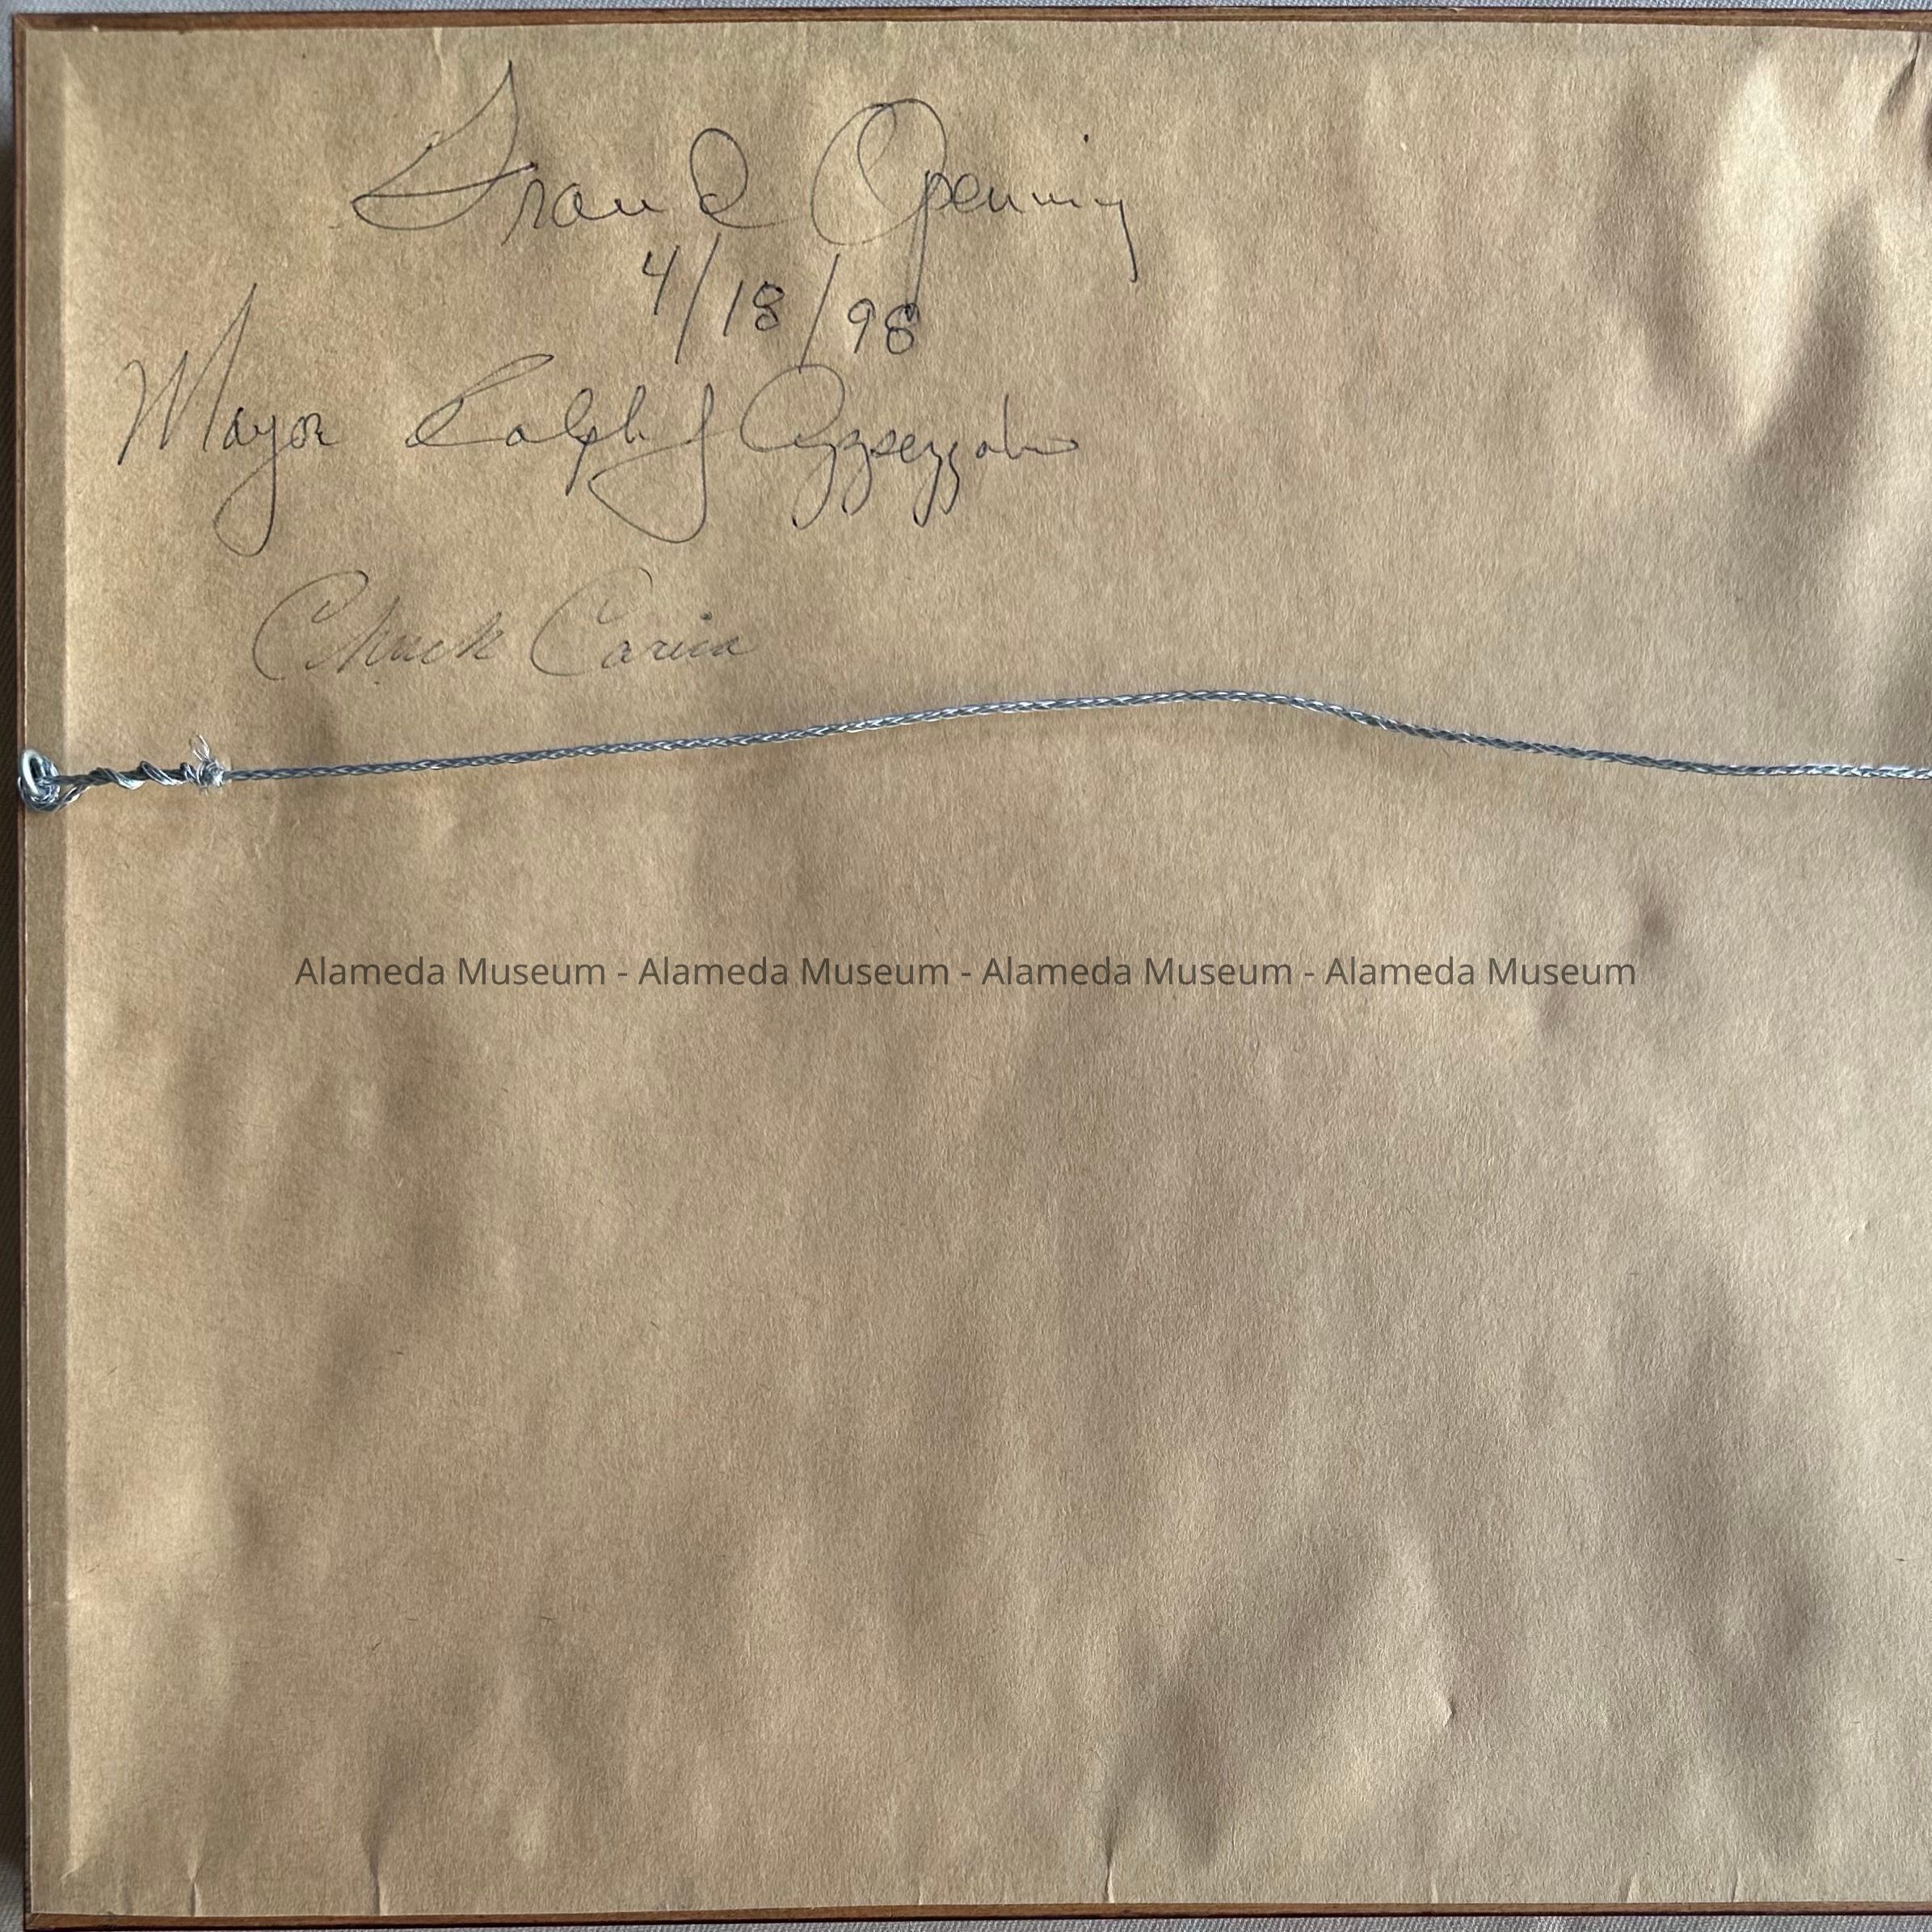 Grand Opening
4/18/98
Mayor Ralph J Appezzato
Chuck Corica
Alameda Museum - Alameda Museum - Alameda Museum - Alameda Museum